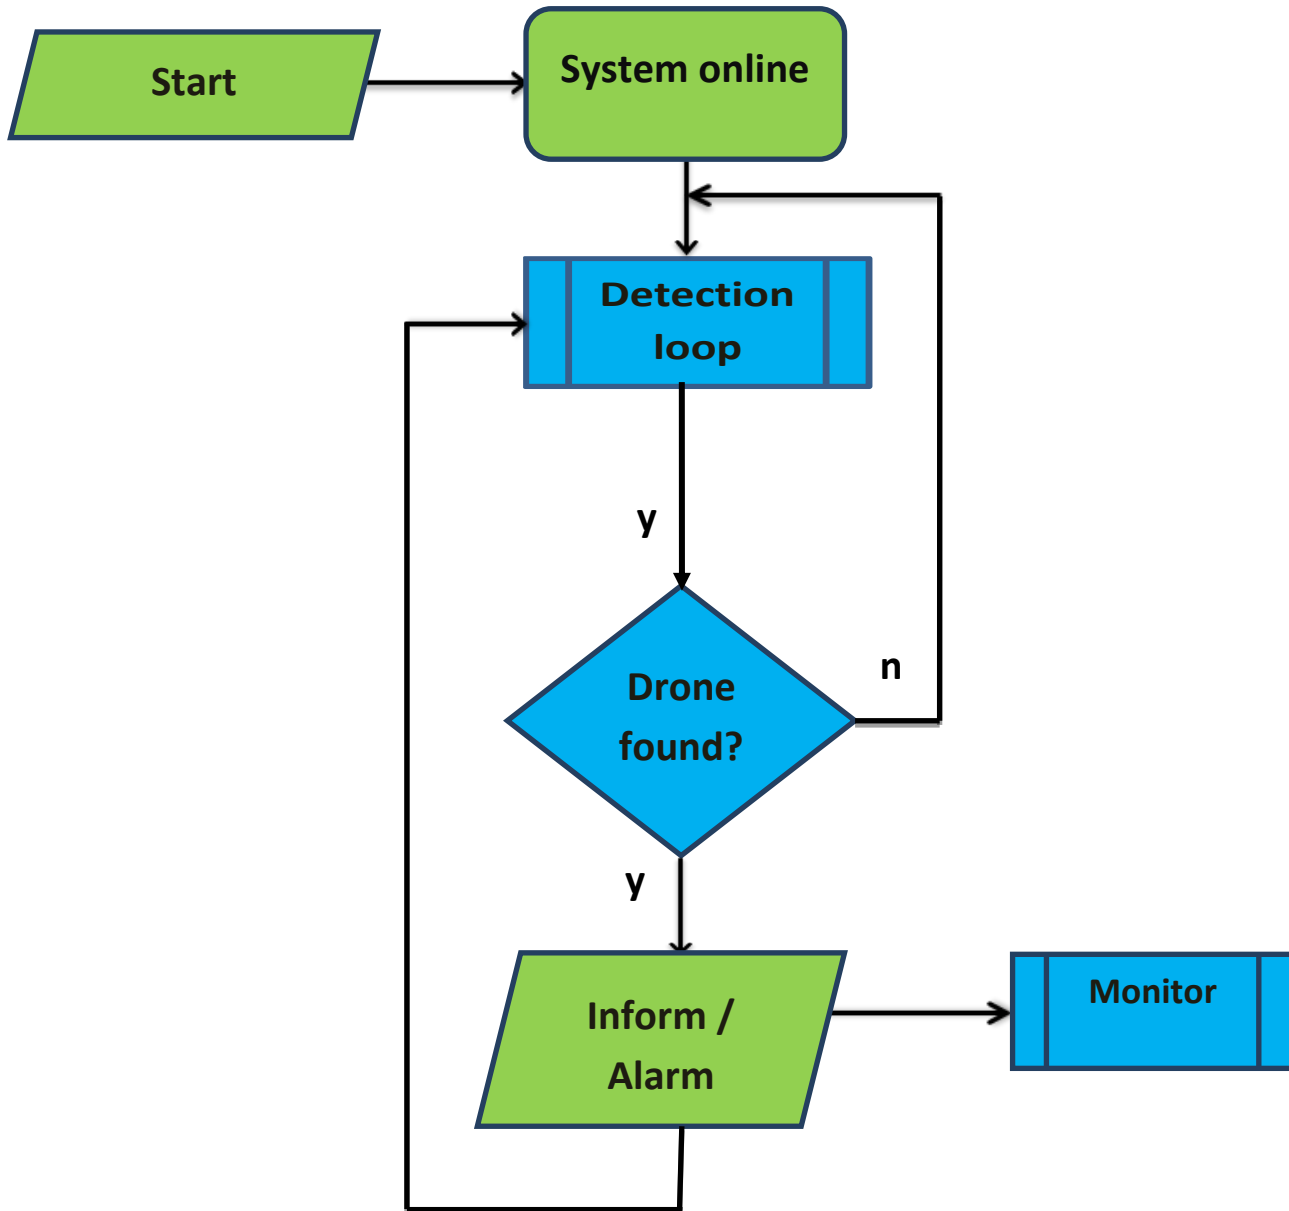 Start
System online
Detection
loop
y
Drone
found?
n
y
Inform /
Alarm
Monitor